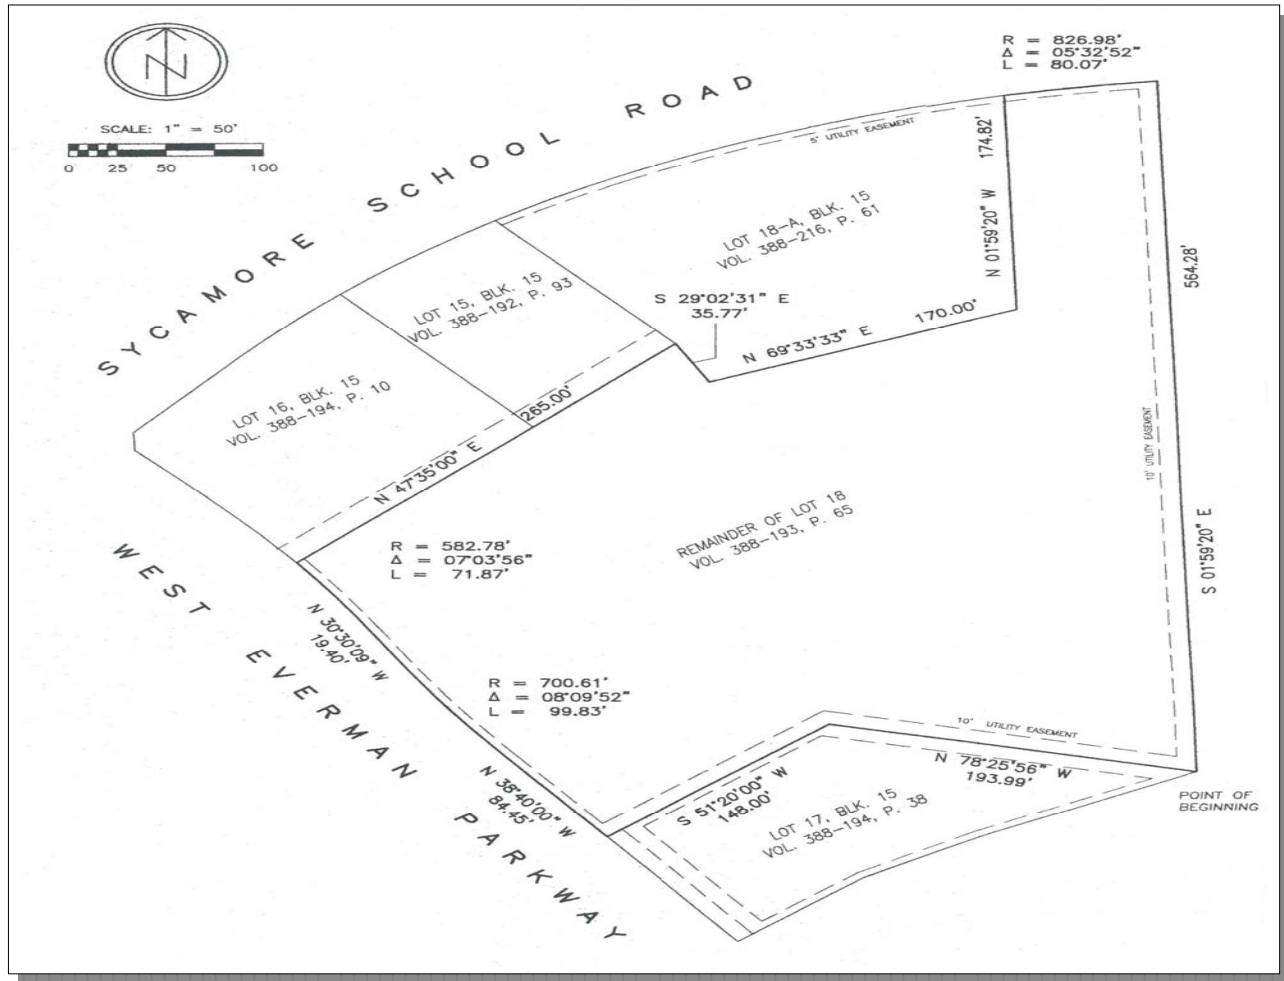 N
SCALE: 1" = 50'
0 25 50 100
R = 826.98'
Δ = 05°32'52"
L = 80.07'
SYCAMORE SCHOOL ROAD
5' UTILITY EASEMENT
174.82'
N 01°59'20" W
LOT 18-A, BLK. 15
VOL. 388-216, P. 61
564.28'
S 01°59'20" E
LOT 15, BLK. 15
VOL. 388-192, P. 93
S 29°02'31" E
35.77'
N 69°33'33" E 170.00'
LOT 16, BLK. 15
VOL. 388-194, P. 10
265.00'
N 47°35'00" E
10' UTILITY EASEMENT
REMAINDER OF LOT 18
VOL. 388-193, P. 65
R = 582.78'
Δ = 07°03'56"
L = 71.87'
WEST EVERMAN PARKWAY
N 30°30'09" W
19.40'
R = 700.61'
Δ = 08°09'52"
L = 99.83'
10' UTILITY EASEMENT
N 78°25'56" W
193.99'
N 38°40'00" W
84.45'
S 51°20'00" W
148.00'
LOT 17, BLK. 15
VOL. 388-194, P. 38
POINT OF
BEGINNING